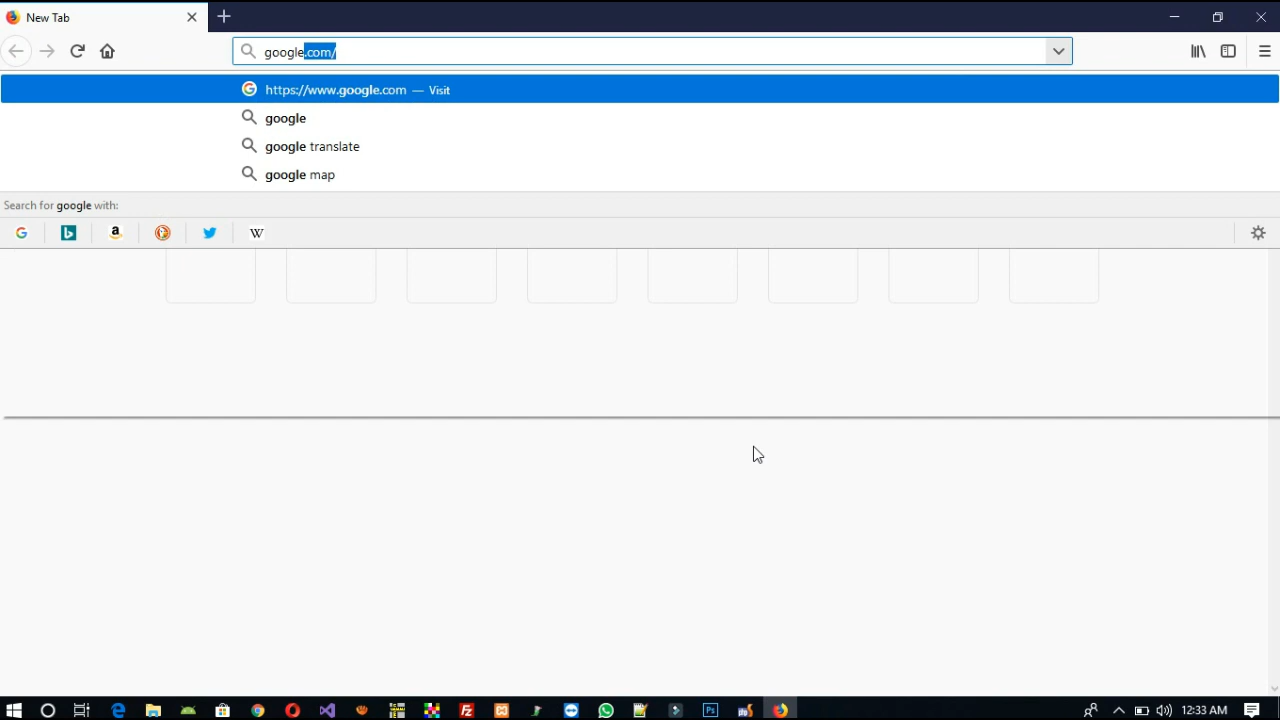 New Tab
google.com/
https://www.google.com — Visit
google
google translate
google map
Search for google with:
12:33 AM